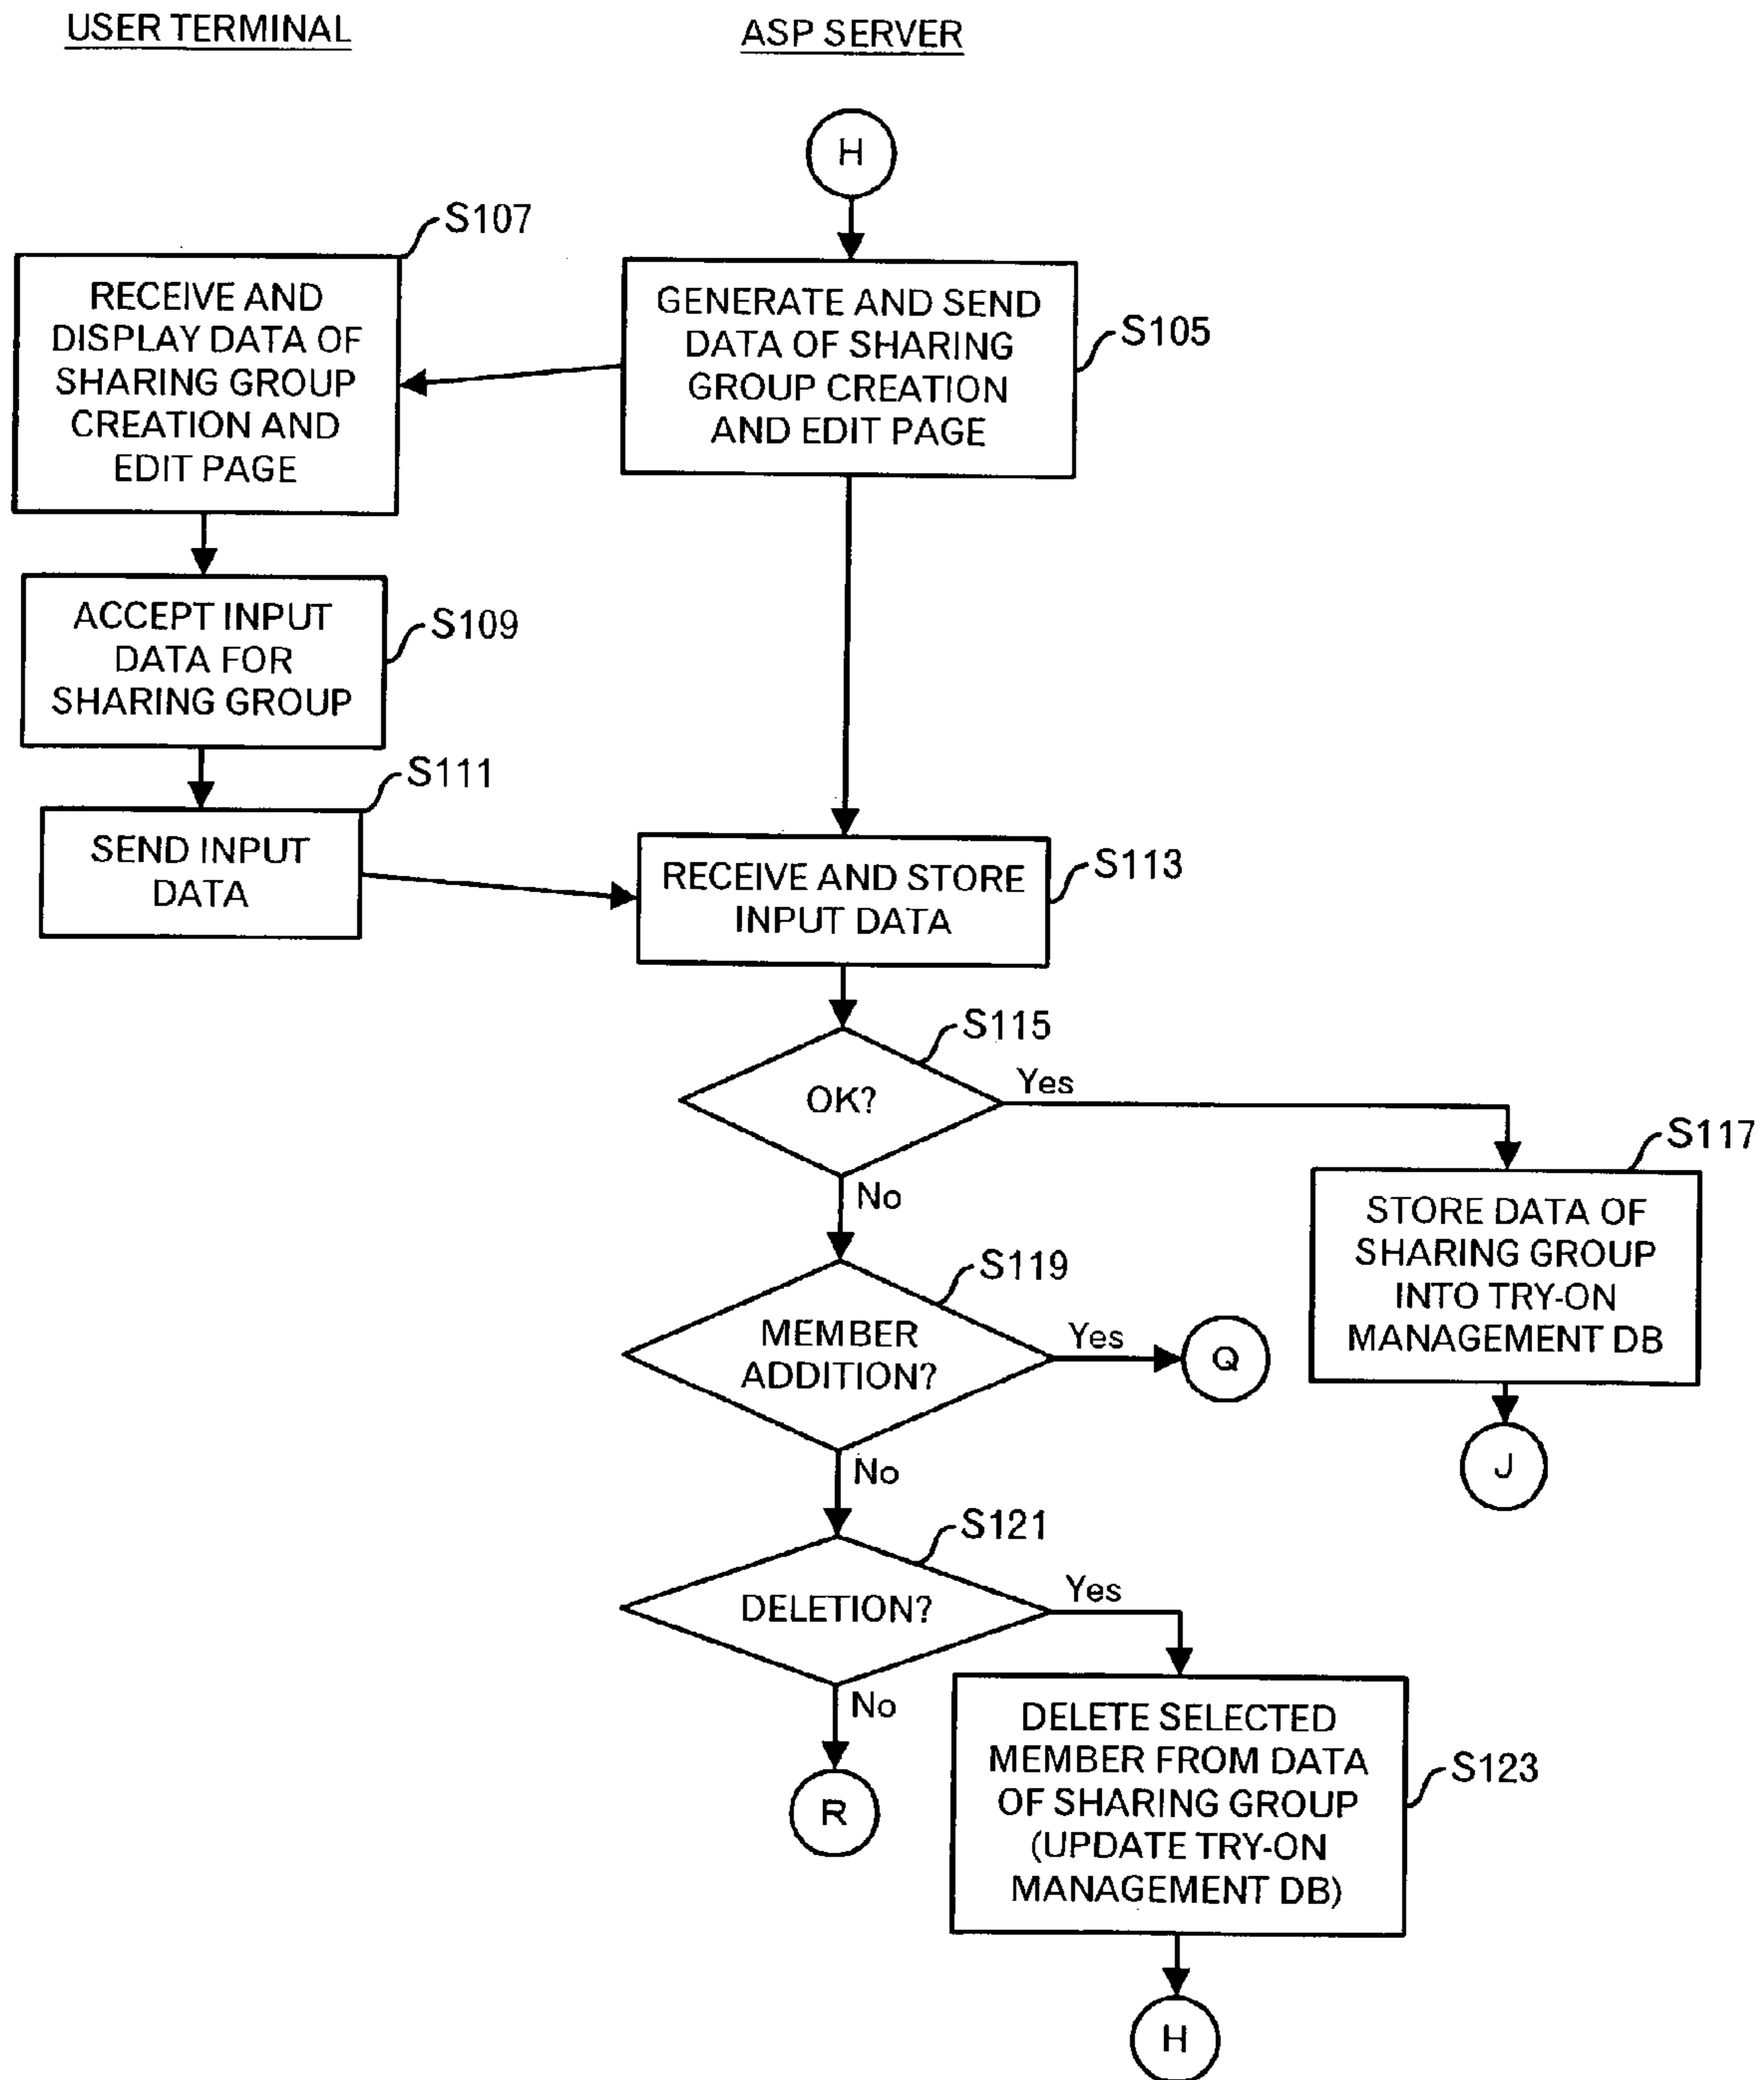 USER TERMINAL
ASP SERVER
H
S107
RECEIVE AND
DISPLAY DATA OF
SHARING GROUP
CREATION AND
EDIT PAGE
GENERATE AND SEND
DATA OF SHARING
GROUP CREATION
AND EDIT PAGE
S105
ACCEPT INPUT
DATA FOR
SHARING GROUP
S109
S111
SEND INPUT
DATA
RECEIVE AND STORE
INPUT DATA
S113
S115
OK?
Yes
No
S117
STORE DATA OF
SHARING GROUP
INTO TRY-ON
MANAGEMENT DB
J
S119
MEMBER
ADDITION?
Yes
Q
No
S121
DELETION?
Yes
No
R
DELETE SELECTED
MEMBER FROM DATA
OF SHARING GROUP
(UPDATE TRY-ON
MANAGEMENT DB)
S123
H